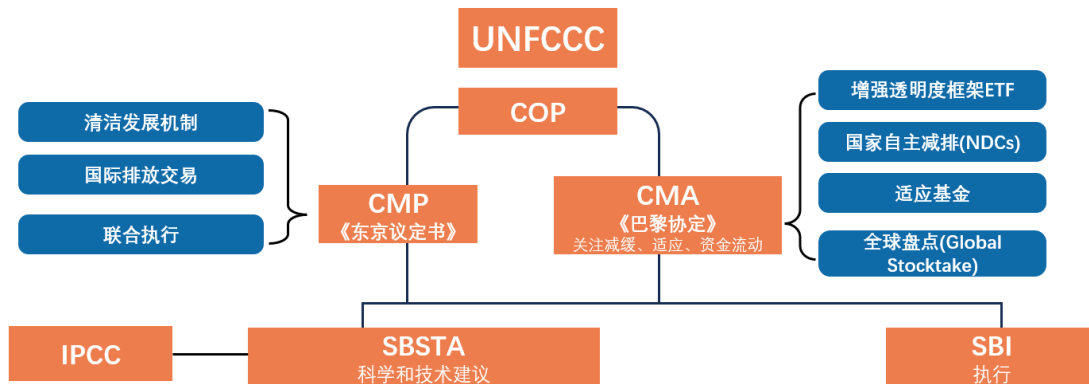 UNFCCC
COP
清洁发展机制
国际排放交易
联合执行
CMP
《东京议定书》
CMA
《巴黎协定》
关注减缓、适应、资金流动
增强透明度框架ETF
国家自主减排(NDCs)
适应基金
全球盘点(Global
Stocktake)
IPCC
SBSTA
科学和技术建议
SBI
执行